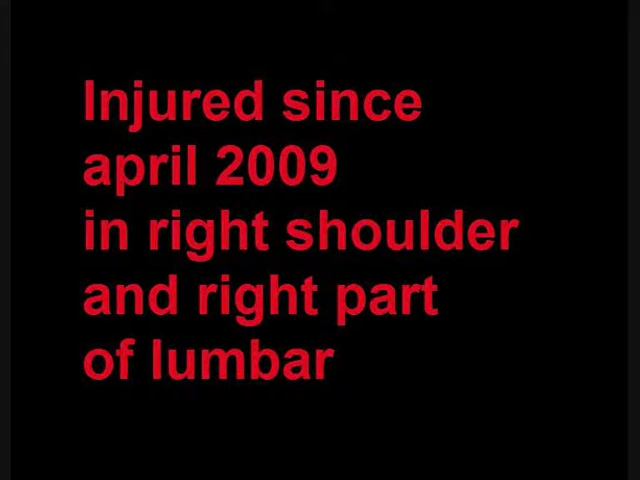 Injured since
april 2009
in right shoulder
and right part
of lumbar